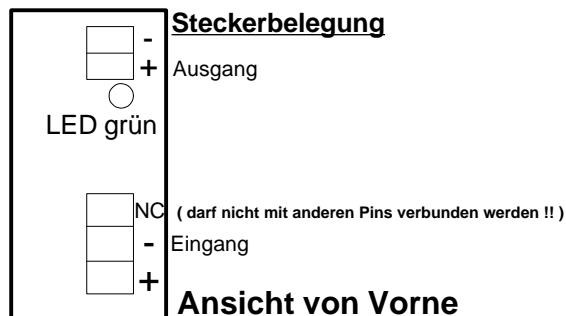 Steckerbelegung
-
+ Ausgang
LED grün
NC ( darf nicht mit anderen Pins verbunden werden !! )
- Eingang
+
Ansicht von Vorne